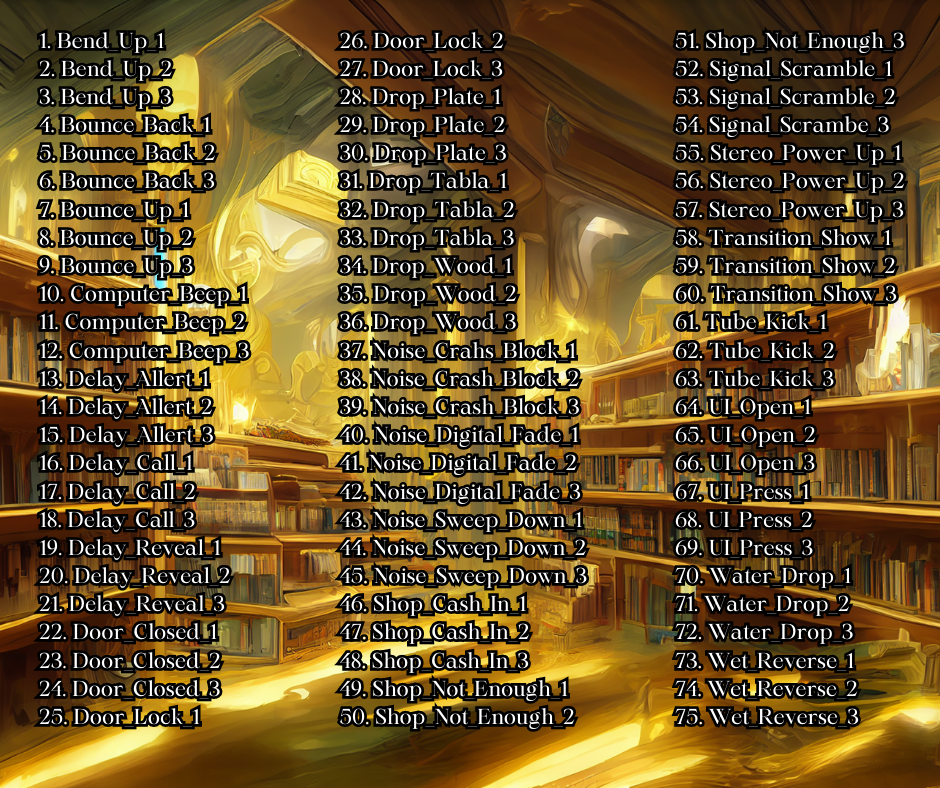 1. Bend_Up_1
2. Bend_Up_2
3. Bend_Up_3
4. Bounce_Back_1
5. Bounce_Back_2
6. Bounce_Back_3
7. Bounce_Up_1
8. Bounce_Up_2
9. Bounce_Up_3
10. Computer_Beep_1
11. Computer_Beep_2
12. Computer_Beep_3
13. Delay_Allert_1
14. Delay_Allert_2
15. Delay_Allert_3
16. Delay_Call_1
17. Delay_Call_2
18. Delay_Call_3
19. Delay_Reveal_1
20. Delay_Reveal_2
21. Delay_Reveal_3
22. Door_Closed_1
23. Door_Closed_2
24. Door_Closed_3
25. Door_Lock_1
26. Door_Lock_2
27. Door_Lock_3
28. Drop_Plate_1
29. Drop_Plate_2
30. Drop_Plate_3
31. Drop_Tabla_1
32. Drop_Tabla_2
33. Drop_Tabla_3
34. Drop_Wood_1
35. Drop_Wood_2
36. Drop_Wood_3
37. Noise_Crahs_Block_1
38. Noise_Crash_Block_2
39. Noise_Crash_Block_3
40. Noise_Digital_Fade_1
41. Noise_Digital_Fade_2
42. Noise_Digital_Fade_3
43. Noise_Sweep_Down_1
44. Noise_Sweep_Down_2
45. Noise_Sweep_Down_3
46. Shop_Cash_In_1
47. Shop_Cash_In_2
48. Shop_Cash_In_3
49. Shop_Not_Enough_1
50. Shop_Not_Enough_2
51. Shop_Not_Enough_3
52. Signal_Scramble_1
53. Signal_Scramble_2
54. Signal_Scrambe_3
55. Stereo_Power_Up_1
56. Stereo_Power_Up_2
57. Stereo_Power_Up_3
58. Transition_Show_1
59. Transition_Show_2
60. Transition_Show_3
61. Tube_Kick_1
62. Tube_Kick_2
63. Tube_Kick_3
64. UI_Open_1
65. UI_Open_2
66. UI_Open_3
67. UI_Press_1
68. UI_Press_2
69. UI_Press_3
70. Water_Drop_1
71. Water_Drop_2
72. Water_Drop_3
73. Wet_Reverse_1
74. Wet_Reverse_2
75. Wet_Reverse_3